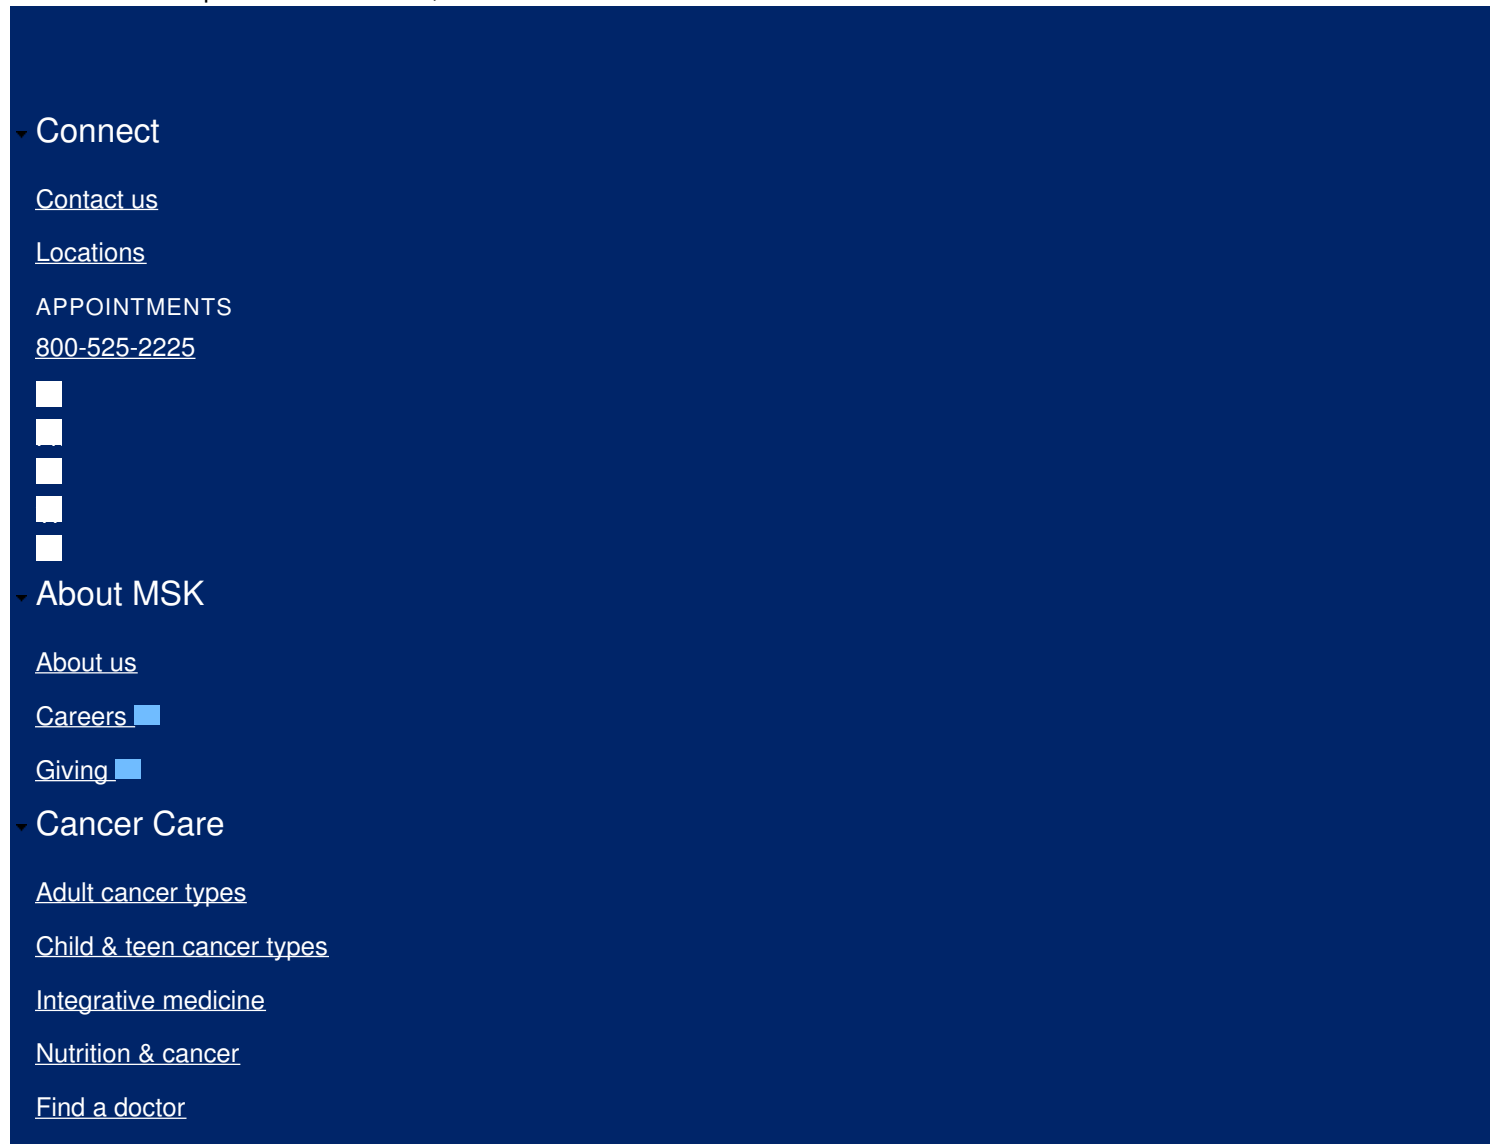 Connect
Contact us
Locations
APPOINTMENTS
800-525-2225
About MSK
About us
Careers
Giving
Cancer Care
Adult cancer types
Child & teen cancer types
Integrative medicine
Nutrition & cancer
Find a doctor